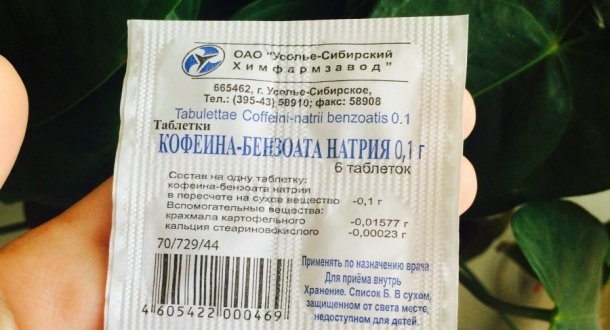 ОАО "Усолье-Сибирский
Химфармзавод"
665462, г. Усолье-Сибирское,
Тел.: (395-43) 58910; факс: 58908
Tabulettae Coffeini-natrii benzoatis 0.1
Таблетки
КОФЕИНА-БЕНЗОАТА НАТРИЯ 0,1 г
6 таблеток
Состав на одну таблетку:
кофеина-бензоата натрия
в пересчете на сухое вещество -0,1 г
Вспомогательные вещества:
крахмала картофельного -0,01577 г
кальция стеариновокислого -0,00023 г
70/729/44
4 605422 000469
Применять по назначению врача
Для приёма внутрь
Хранение. Список Б. В сухом,
защищенном от света месте,
недоступном для детей.